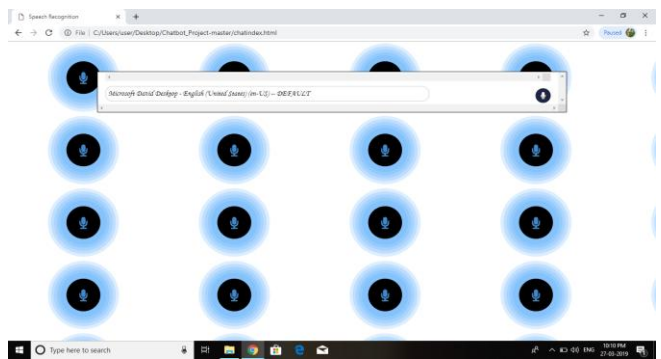 Speech Recognition
File | C:/Users/user/Desktop/Chatbot_Project-master/chatindex.html
Paused
Microsoft David Desktop - English (United States) (en-US) -- DEFAULT
Type here to search
ENG
10:10 PM
27-03-2019